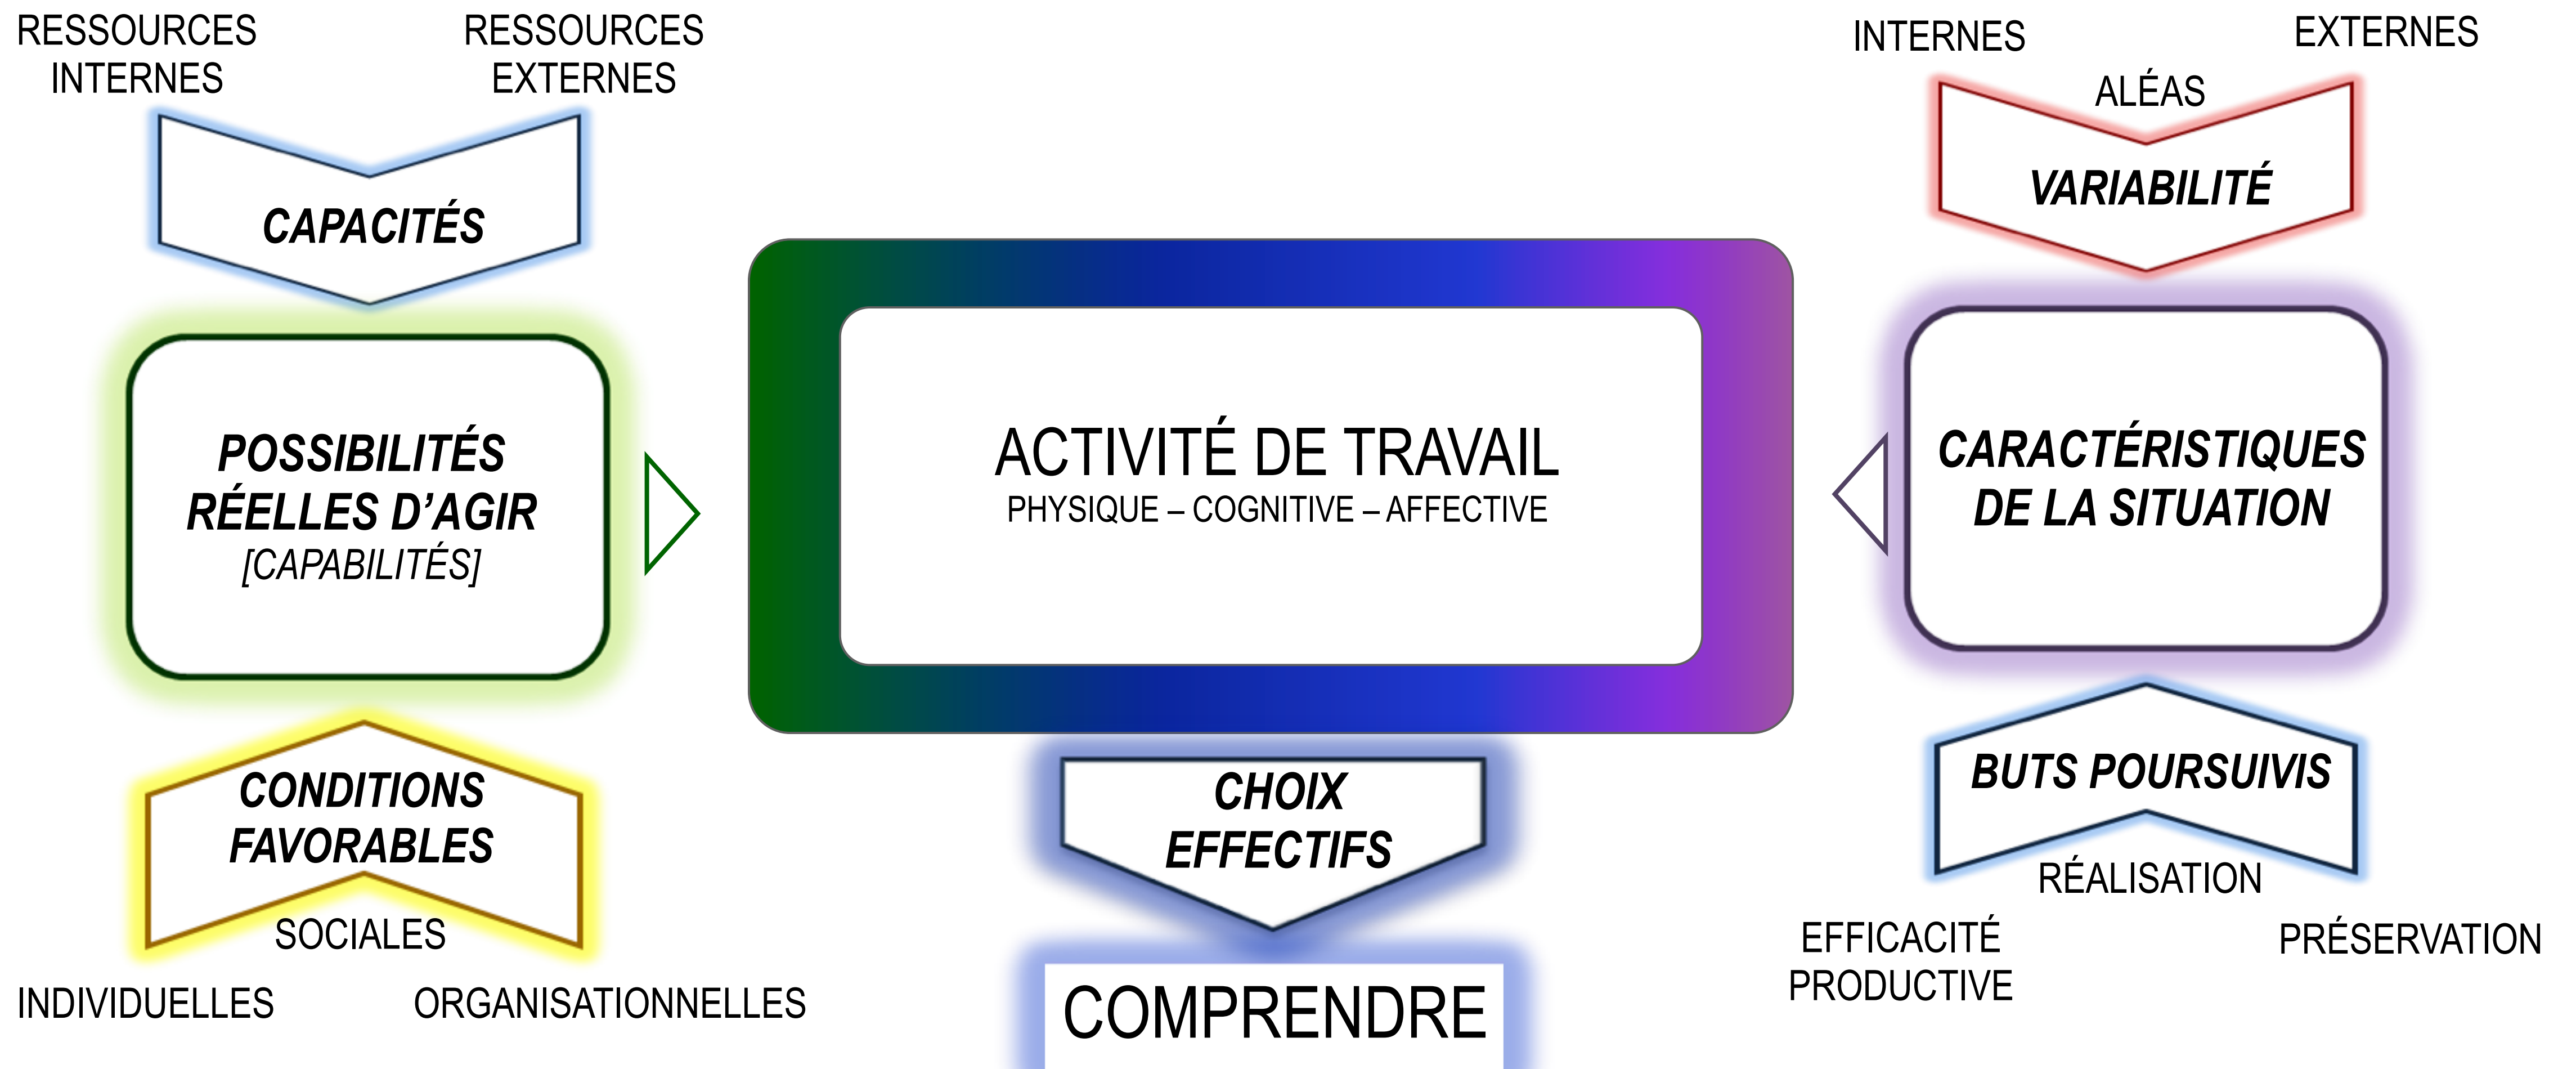 RESSOURCES
INTERNES
RESSOURCES
EXTERNES
CAPACITÉS
POSSIBILITÉS
RÉELLES D’AGIR
[CAPABILITÉS]
CONDITIONS
FAVORABLES
SOCIALES
INDIVIDUELLES
ORGANISATIONNELLES
ACTIVITÉ DE TRAVAIL
PHYSIQUE – COGNITIVE – AFFECTIVE
CHOIX
EFFECTIFS
COMPRENDRE
INTERNES
EXTERNES
ALÉAS
VARIABILITÉ
CARACTÉRISTIQUES
DE LA SITUATION
BUTS POURSUIVIS
RÉALISATION
EFFICACITÉ
PRODUCTIVE
PRÉSERVATION